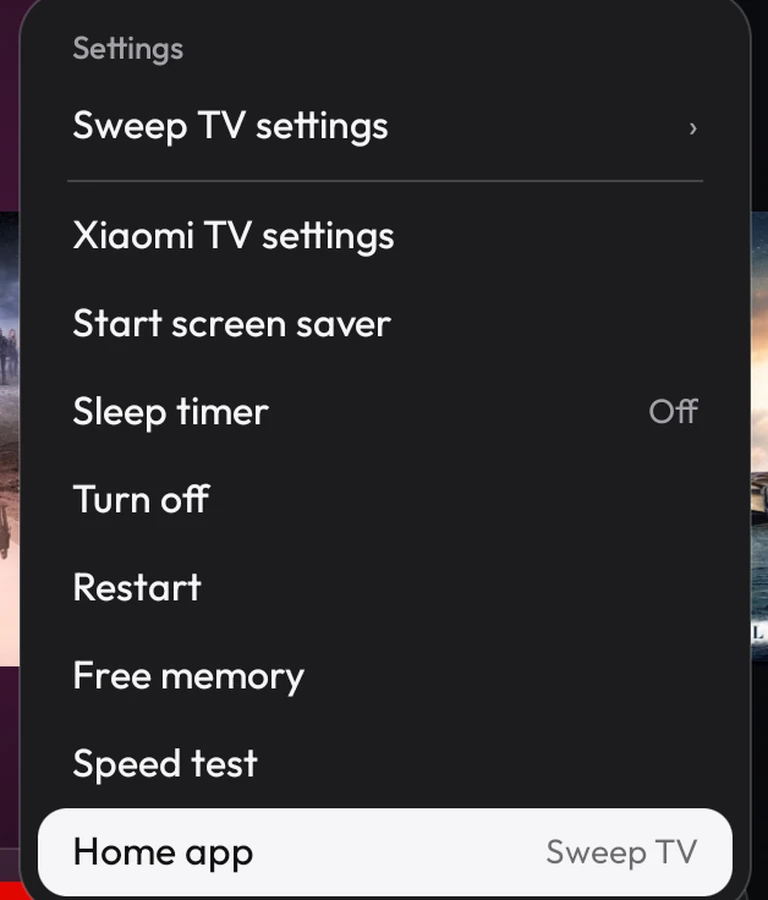 Settings
Sweep TV settings ›
Xiaomi TV settings
Start screen saver
Sleep timer Off
Turn off
Restart
Free memory
Speed test
Home app Sweep TV
L